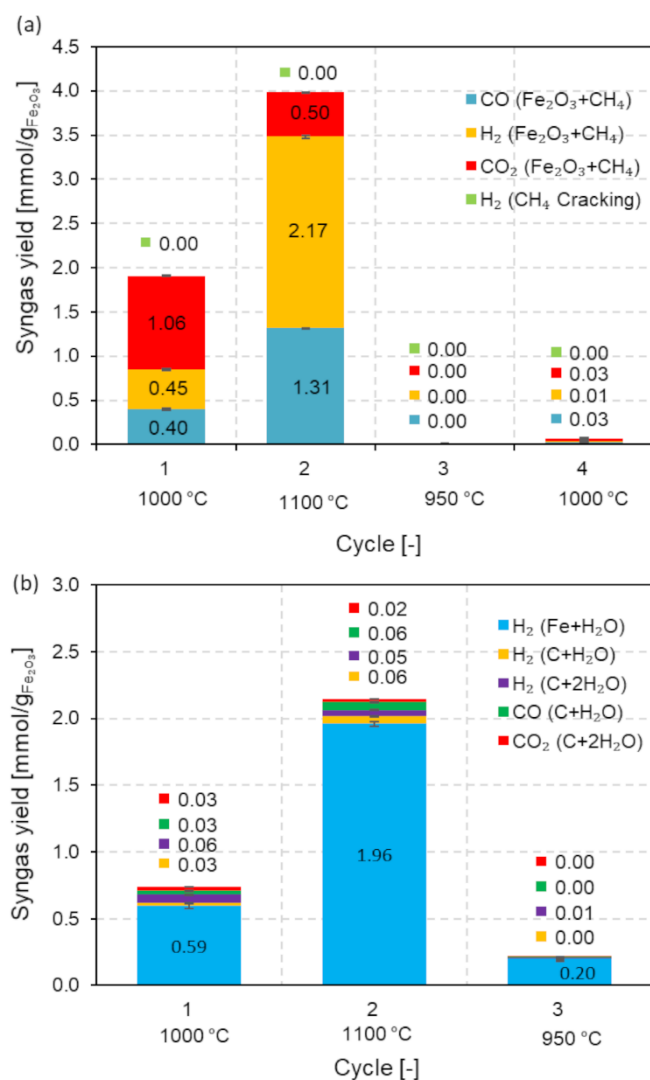 (a)
Syngas yield [mmol/gFe₂O₃]
4.5
4.0
3.5
3.0
2.5
2.0
1.5
1.0
0.5
0.0
0.00
1.06
0.45
0.40
0.00
0.50
2.17
1.31
0.00
0.00
0.00
0.00
0.00
0.03
0.01
0.03
CO (Fe₂O₃+CH₄)
H₂ (Fe₂O₃+CH₄)
CO₂ (Fe₂O₃+CH₄)
H₂ (CH₄ Cracking)
1 2 3 4
1000 °C 1100 °C 950 °C 1000 °C
Cycle [-]
(b)
Syngas yield [mmol/gFe₂O₃]
3.0
2.5
2.0
1.5
1.0
0.5
0.0
0.03
0.03
0.06
0.03
0.59
0.02
0.06
0.05
0.06
1.96
0.00
0.00
0.01
0.00
0.20
H₂ (Fe+H₂O)
H₂ (C+H₂O)
H₂ (C+2H₂O)
CO (C+H₂O)
CO₂ (C+2H₂O)
1 2 3
1000 °C 1100 °C 950 °C
Cycle [-]